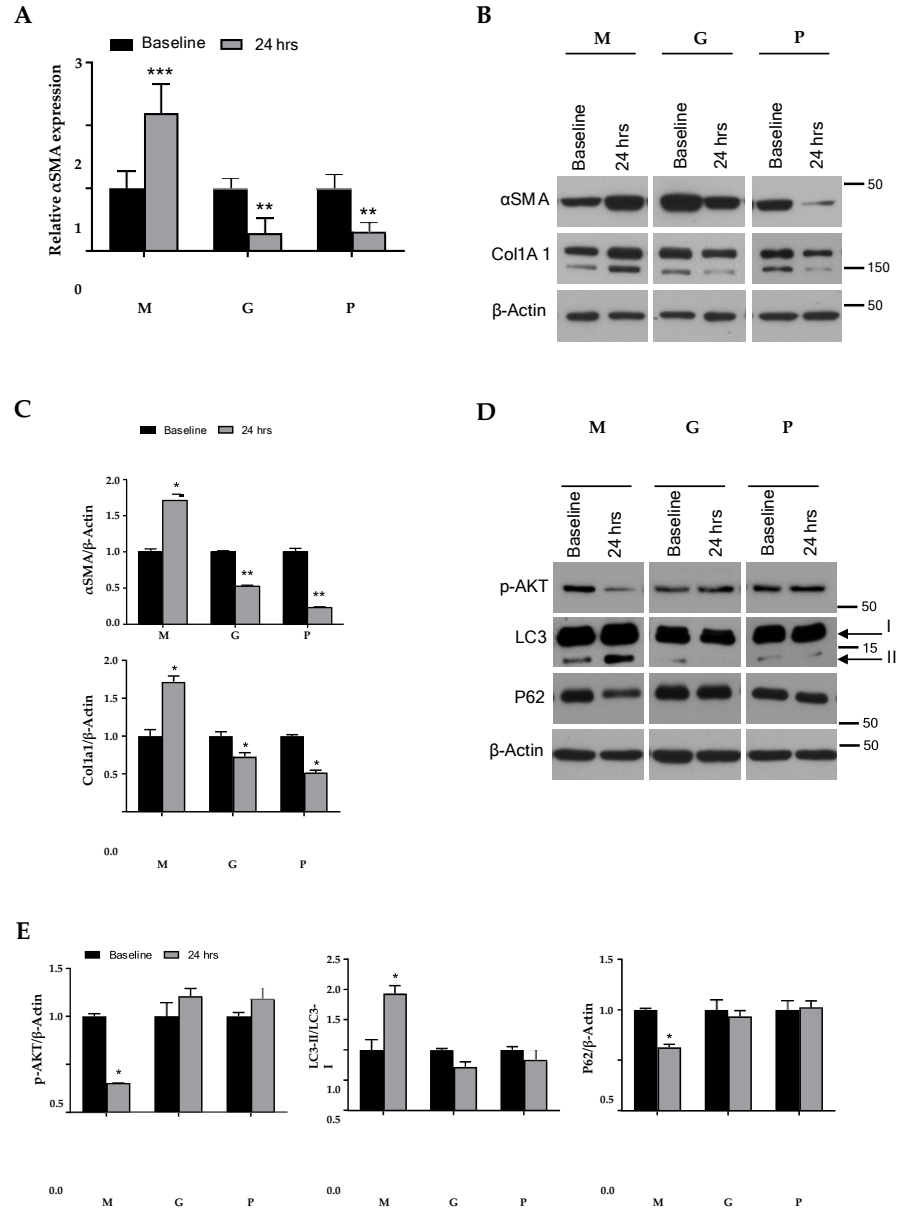 A
Baseline 24 hrs
***
3
Relative αSMA expression
2
**
**
1
0
M G P
B
M G P
Baseline 24 hrs Baseline 24 hrs Baseline 24 hrs
αSMA
50
Col1A 1
150
β-Actin
50
C
Baseline 24 hrs
2.0
*
1.5
αSMA/β-Actin
1.0
**
0.5
**
0.0
M G P
2.0
*
1.5
Col1a1/β-Actin
1.0
*
*
0.5
0.0
M G P
D
M G P
Baseline 24 hrs Baseline 24 hrs Baseline 24 hrs
p-AKT
50
LC3
I
15
II
P62
50
β-Actin
50
E
Baseline 24 hrs
1.5
p-AKT/β-Actin
1.0
*
0.5
0.0
M G P
2.5
*
2.0
LC3-II/LC3-
I
1.5
1.0
0.5
0.0
M G P
1.5
P62/β-Actin
1.0
*
0.5
0.0
M G P